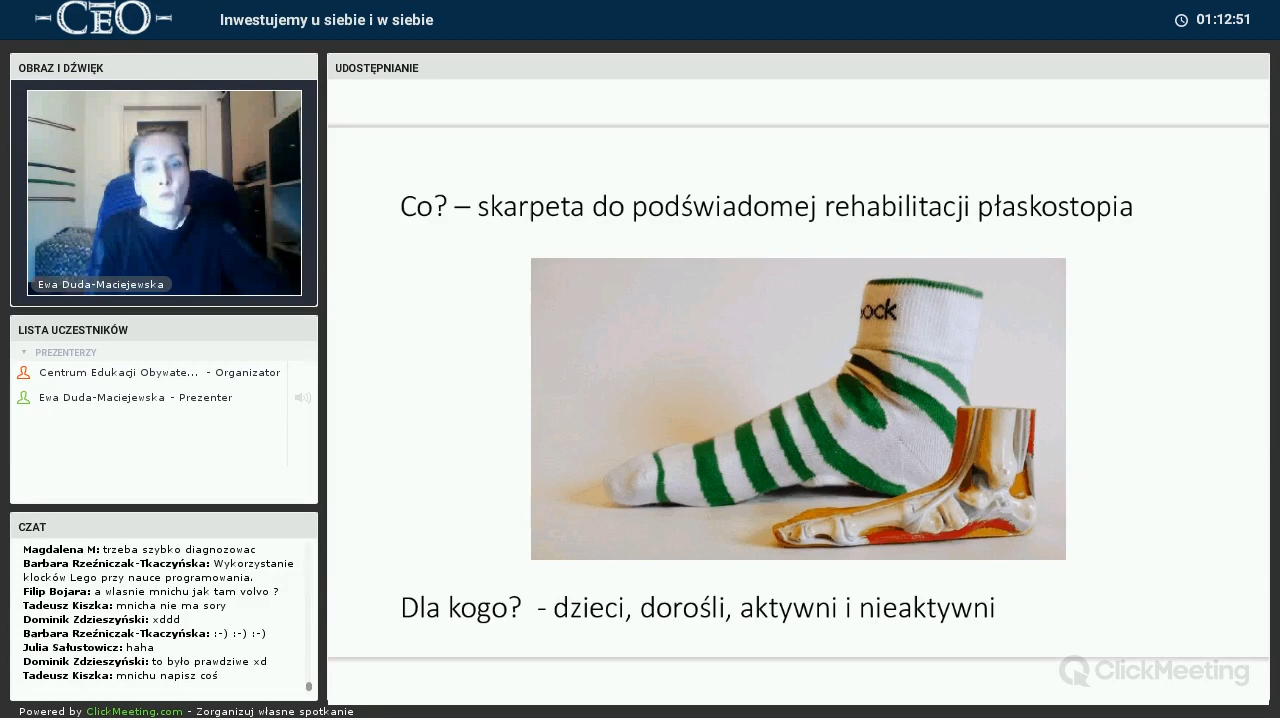 CEO
Inwestujemy u siebie i w siebie
01:12:51
OBRAZ I DŹWIĘK
Ewa Duda-Maciejewska
LISTA UCZESTNIKÓW
PREZENTERZY
Centrum Edukacji Obywate... - Organizator
Ewa Duda-Maciejewska - Prezenter
CZAT
Magdalena M: trzeba szybko diagnozowac
Barbara Rzeźniczak-Tkaczyńska: Wykorzystanie
klocków Lego przy nauce programowania.
Filip Bojara: a wlasnie mnichu jak tam volvo ?
Tadeusz Kiszka: mnicha nie ma sory
Dominik Zdzieszyński: xddd
Barbara Rzeźniczak-Tkaczyńska: :-) :-) :-)
Julia Sałustowicz: haha
Dominik Zdzieszyński: to było prawdziwe xd
Tadeusz Kiszka: mnichu napisz coś
Powered by ClickMeeting.com - Zorganizuj własne spotkanie
UDOSTĘPNIANIE
Co? – skarpeta do podświadomej rehabilitacji płaskostopia
ock
Dla kogo? - dzieci, dorośli, aktywni i nieaktywni
ClickMeeting